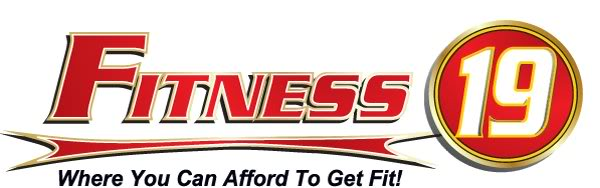 FITNESS 19
Where You Can Afford To Get Fit!